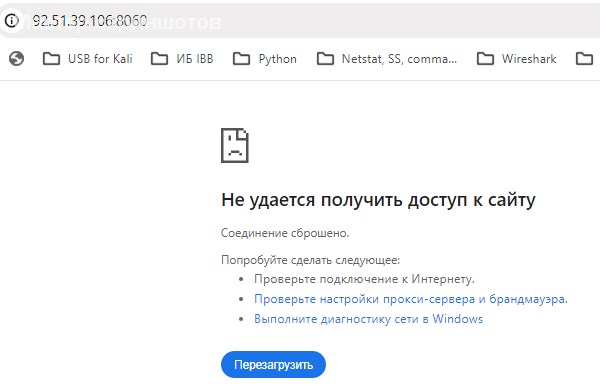 92.51.39.106:8060
USB for Kali
ИБ IBB
Python
Netstat, SS, comma...
Wireshark
Не удается получить доступ к сайту
Соединение сброшено.
Попробуйте сделать следующее:
Проверьте подключение к Интернету.
Проверьте настройки прокси-сервера и брандмауэра.
Выполните диагностику сети в Windows
Перезагрузить